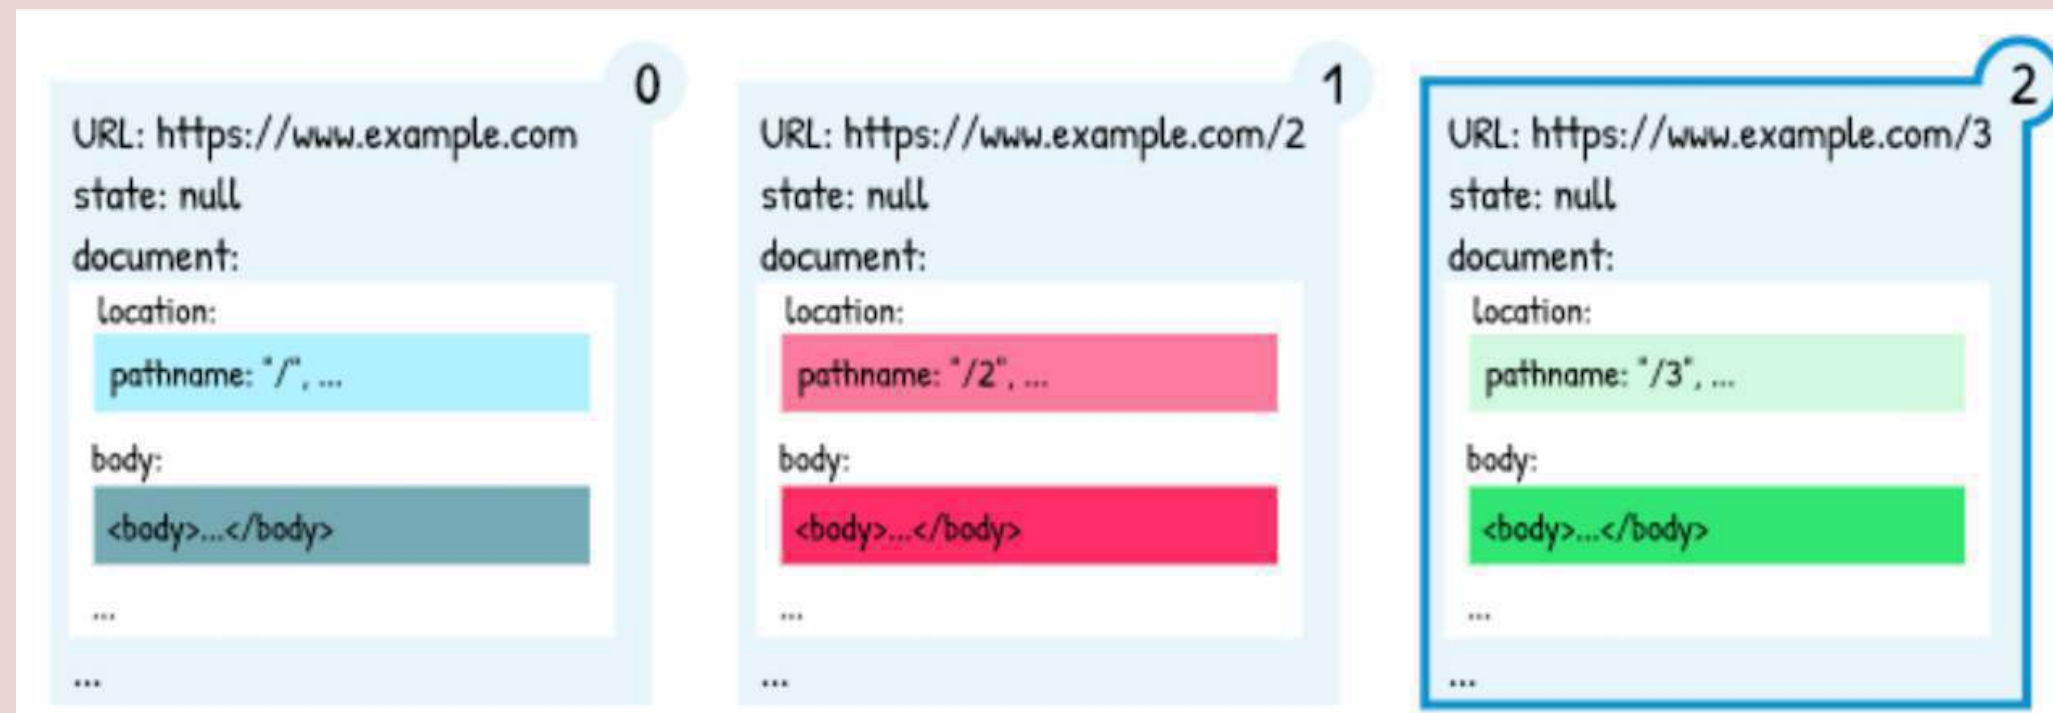 0
URL: https://www.example.com
state: null
document:
location:
pathname: "/", ...
body:
<body>...</body>
...
...
1
URL: https://www.example.com/2
state: null
document:
location:
pathname: "/2", ...
body:
<body>...</body>
...
...
2
URL: https://www.example.com/3
state: null
document:
location:
pathname: "/3", ...
body:
<body>...</body>
...
...